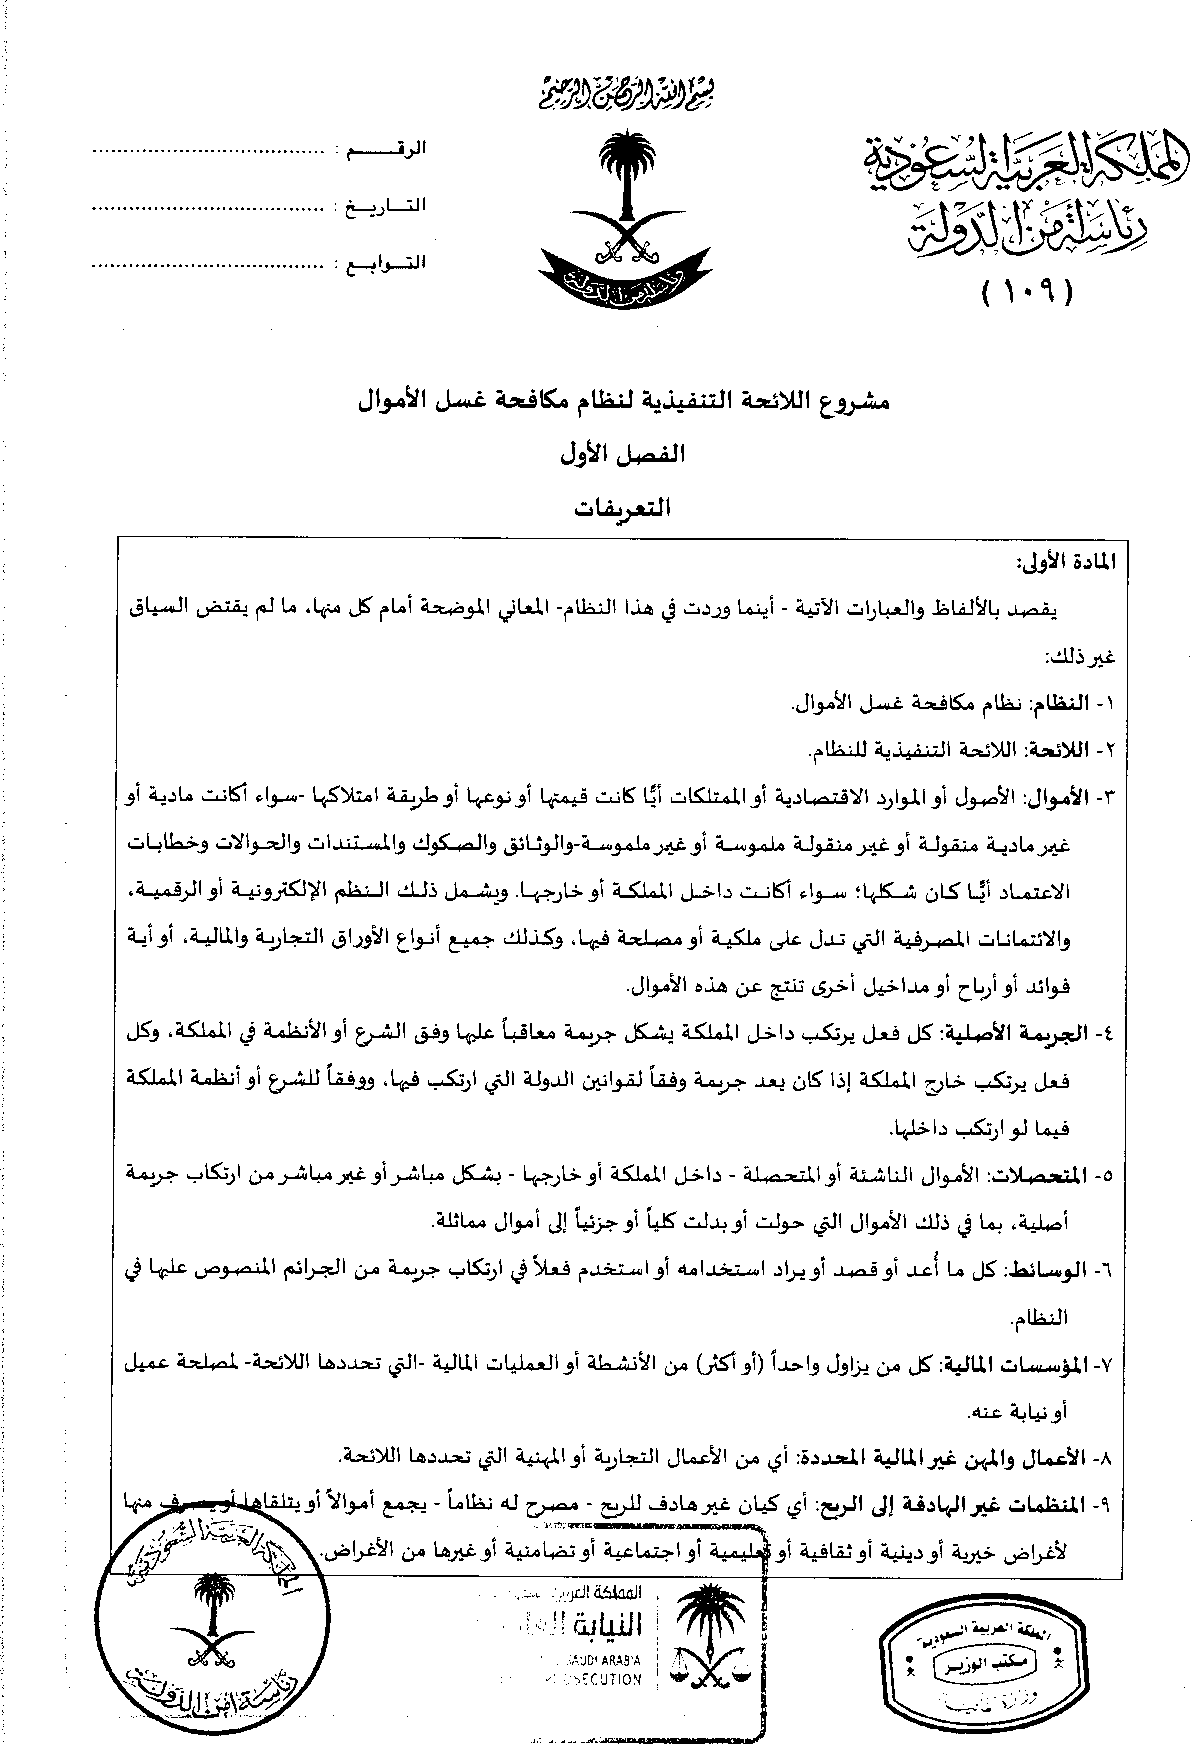 بسم الله الرحمن الرحيم
المملكة العربية السعودية
رئاسة أمن الدولة
(١٠٩)
الرقـــــم : ..................................
التـــاريـــخ : ..................................
التـــوابـــع : ..................................
رئاسة أمن الدولة
مشروع اللائحة التنفيذية لنظام مكافحة غسل الأموال
الفصل الأول
التعريفات
المادة الأولى:
يقصد بالألفاظ والعبارات الآتية - أينما وردت في هذا النظام- المعاني الموضحة أمام كل منها، ما لم يقتض السياق
غير ذلك:
١- النظام: نظام مكافحة غسل الأموال.
٢- اللائحة: اللائحة التنفيذية للنظام.
٣- الأموال: الأصول أو الموارد الاقتصادية أو الممتلكات أيًّا كانت قيمتها أو نوعها أو طريقة امتلاكها -سواء أكانت مادية أو
غير مادية منقولة أو غير منقولة ملموسة أو غير ملموسة-والوثائق والصكوك والمستندات والحوالات وخطابات
الاعتماد أيًّا كان شكلها؛ سواء أكانت داخل المملكة أو خارجها. ويشمل ذلك النظم الإلكترونية أو الرقمية،
والائتمانات المصرفية التي تدل على ملكية أو مصلحة فيها، وكذلك جميع أنواع الأوراق التجارية والمالية، أو أية
فوائد أو أرباح أو مداخيل أخرى تنتج عن هذه الأموال.
٤- الجريمة الأصلية: كل فعل يرتكب داخل المملكة يشكل جريمة معاقباً عليها وفق الشرع أو الأنظمة في المملكة، وكل
فعل يرتكب خارج المملكة إذا كان يعد جريمة وفقاً لقوانين الدولة التي ارتكب فيها، ووفقاً للشرع أو أنظمة المملكة
فيما لو ارتكب داخلها.
٥- المتحصلات: الأموال الناشئة أو المتحصلة - داخل المملكة أو خارجها - بشكل مباشر أو غير مباشر من ارتكاب جريمة
أصلية، بما في ذلك الأموال التي حولت أو بدلت كلياً أو جزئياً إلى أموال مماثلة.
٦- الوسائط: كل ما أُعد أو قصد أو يراد استخدامه أو استخدم فعلاً في ارتكاب جريمة من الجرائم المنصوص عليها في
النظام.
٧- المؤسسات المالية: كل من يزاول واحداً (أو أكثر) من الأنشطة أو العمليات المالية -التي تحددها اللائحة- لمصلحة عميل
أو نيابة عنه.
٨- الأعمال والمهن غير المالية المحددة: أي من الأعمال التجارية أو المهنية التي تحددها اللائحة.
٩- المنظمات غير الهادفة إلى الربح: أي كيان غير هادف للربح - مصرح له نظاماً - يجمع أموالاً أو يتلقاها أو يصرف منها
لأغراض خيرية أو دينية أو ثقافية أو تعليمية أو اجتماعية أو تضامنية أو غيرها من الأغراض.
المملكة العربية السعودية
مكتب الوزير
وزارة المالية
المملكة العربية
النيابة
SAUDI ARABIA
المملكة العربية السعودية
رئاسة أمن الدولة